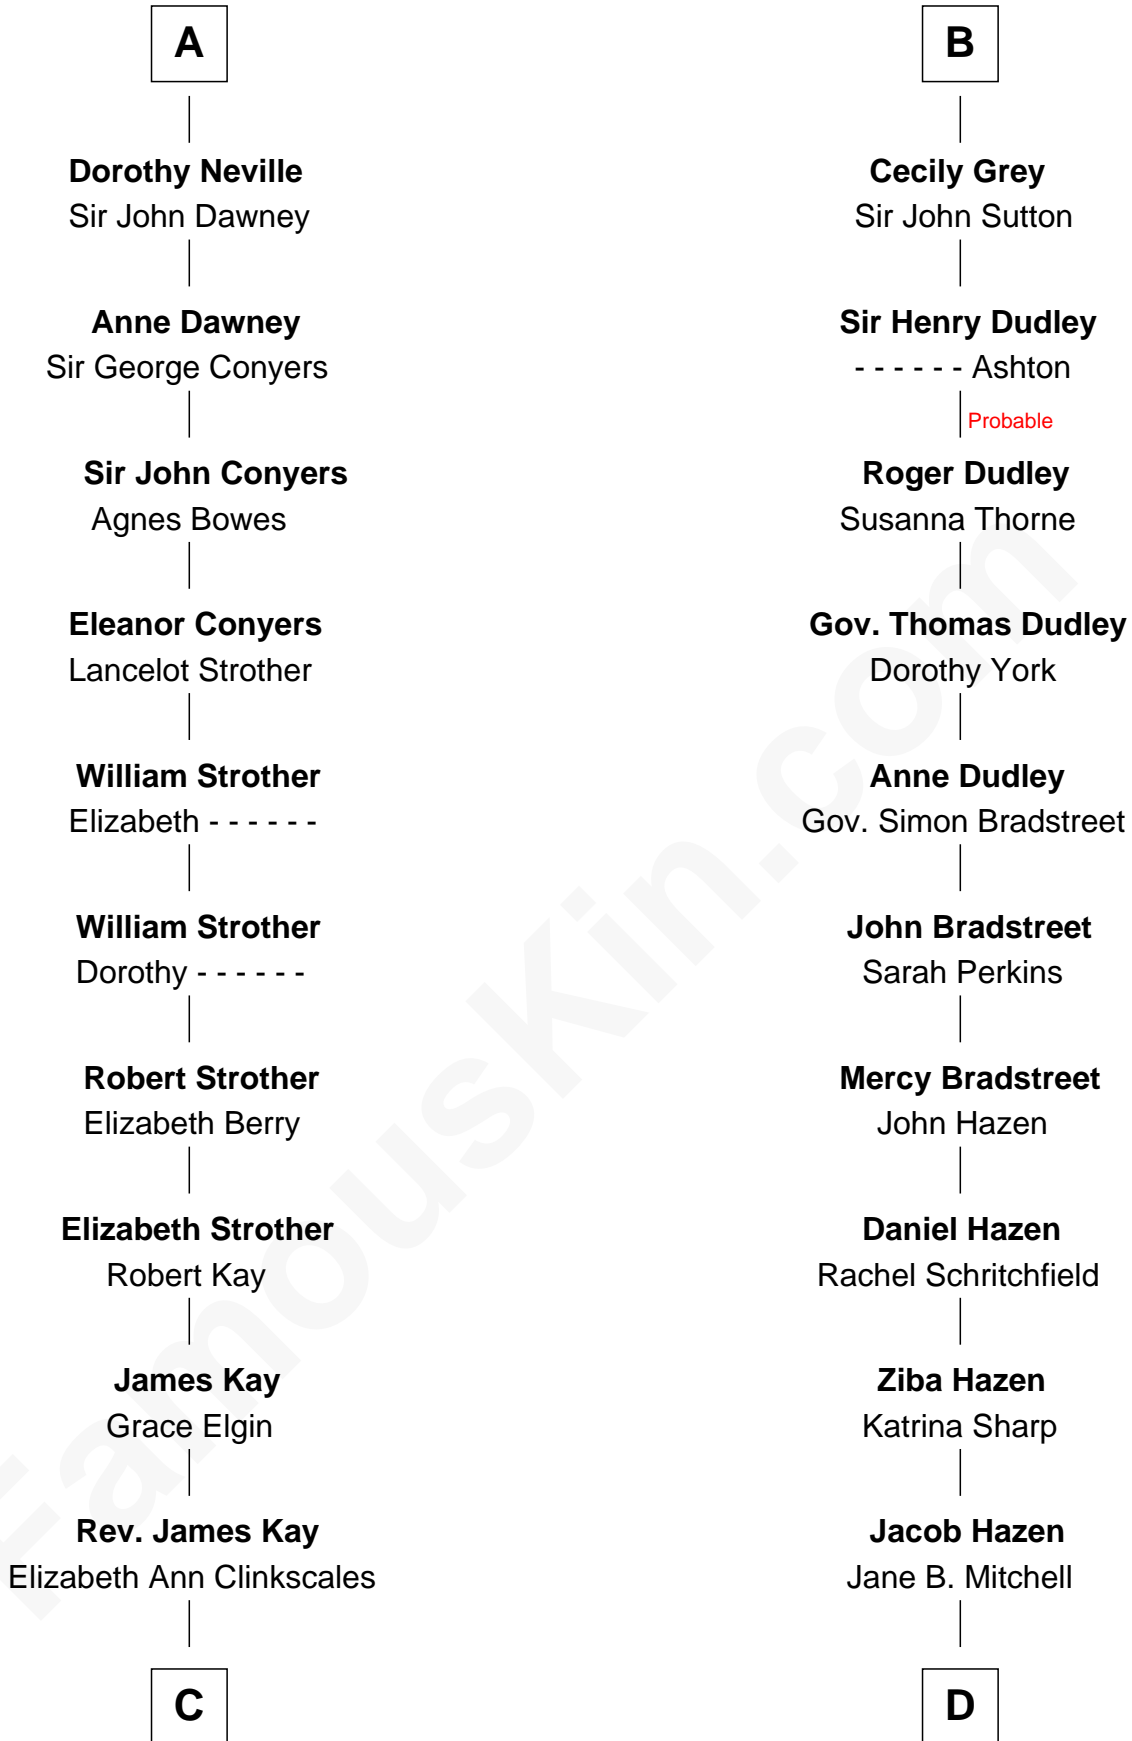 A
Dorothy Neville
Sir John Dawney
Anne Dawney
Sir George Conyers
Sir John Conyers
Agnes Bowes
Eleanor Conyers
Lancelot Strother
William Strother
Elizabeth - - - - - -
William Strother
Dorothy - - - - - -
Robert Strother
Elizabeth Berry
Elizabeth Strother
Robert Kay
James Kay
Grace Elgin
Rev. James Kay
Elizabeth Ann Clinkscales
C
B
Cecily Grey
Sir John Sutton
Sir Henry Dudley
- - - - - - Ashton
Probable
Roger Dudley
Susanna Thorne
Gov. Thomas Dudley
Dorothy York
Anne Dudley
Gov. Simon Bradstreet
John Bradstreet
Sarah Perkins
Mercy Bradstreet
John Hazen
Daniel Hazen
Rachel Schritchfield
Ziba Hazen
Katrina Sharp
Jacob Hazen
Jane B. Mitchell
D
FamousKin.com